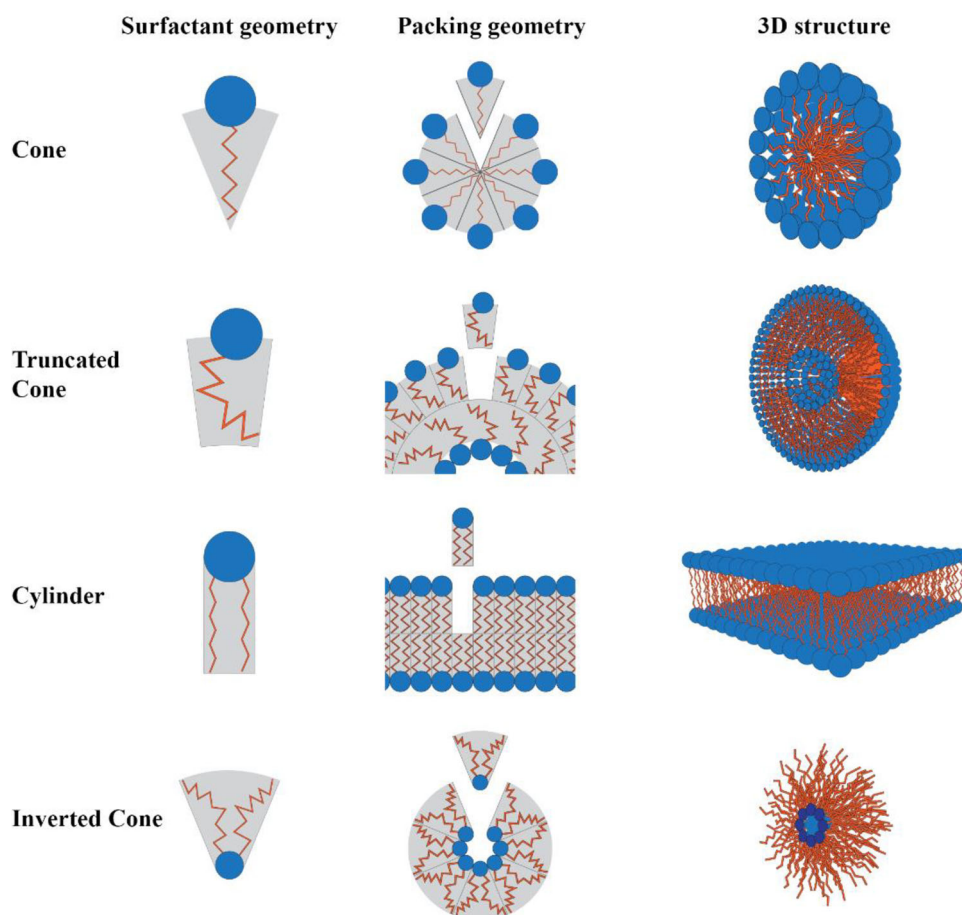 Surfactant geometry
Packing geometry
3D structure
Cone
Truncated
Cone
Cylinder
Inverted Cone